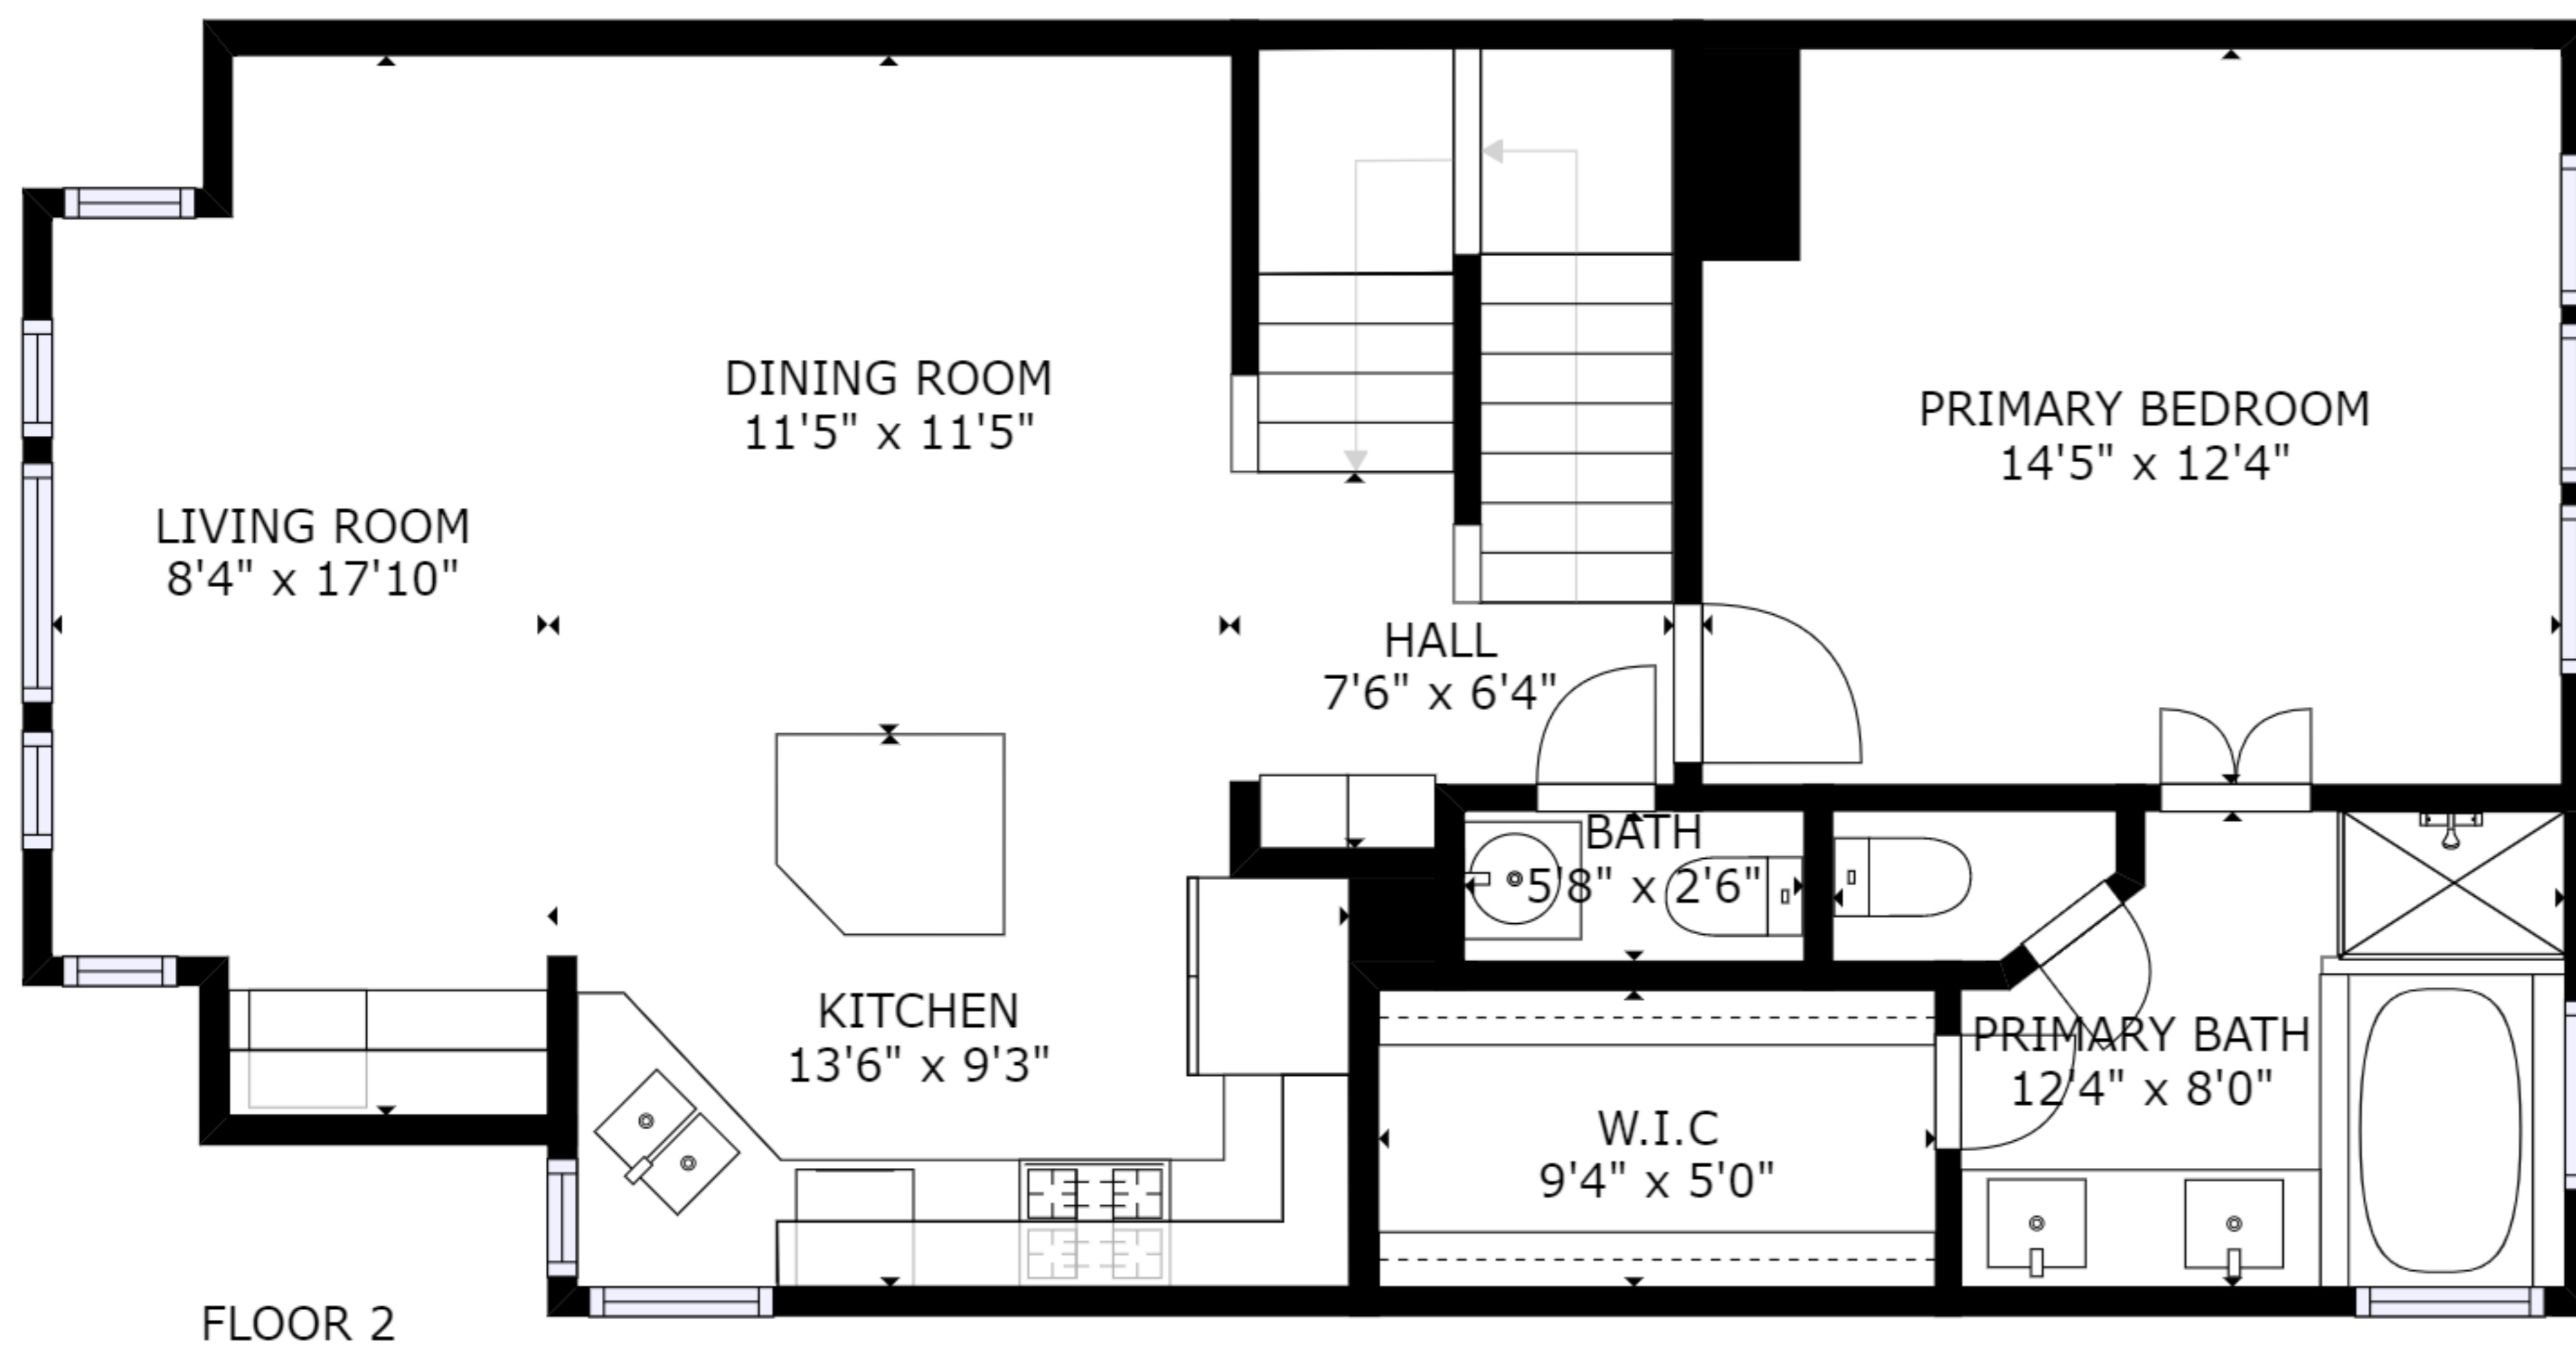 DINING ROOM
11'5" x 11'5"
PRIMARY BEDROOM
14'5" x 12'4"
LIVING ROOM
8'4" x 17'10"
HALL
7'6" x 6'4"
BATH
5'8" x 2'6"
KITCHEN
13'6" x 9'3"
PRIMARY BATH
12'4" x 8'0"
W.I.C
9'4" x 5'0"
FLOOR 2